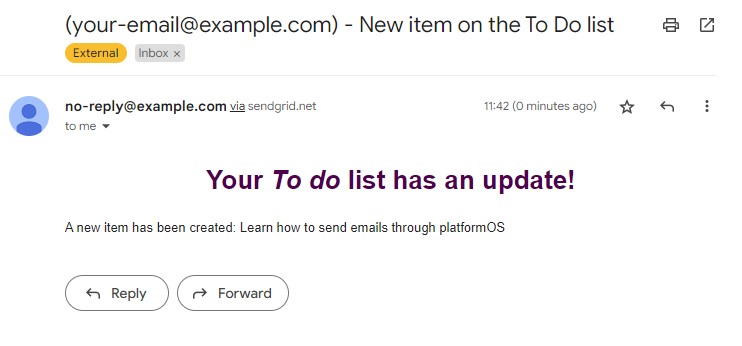 (your-email@example.com) - New item on the To Do list
External Inbox ×
no-reply@example.com via sendgrid.net 11:42 (0 minutes ago)
to me
Your To do list has an update!
A new item has been created: Learn how to send emails through platformOS
Reply Forward